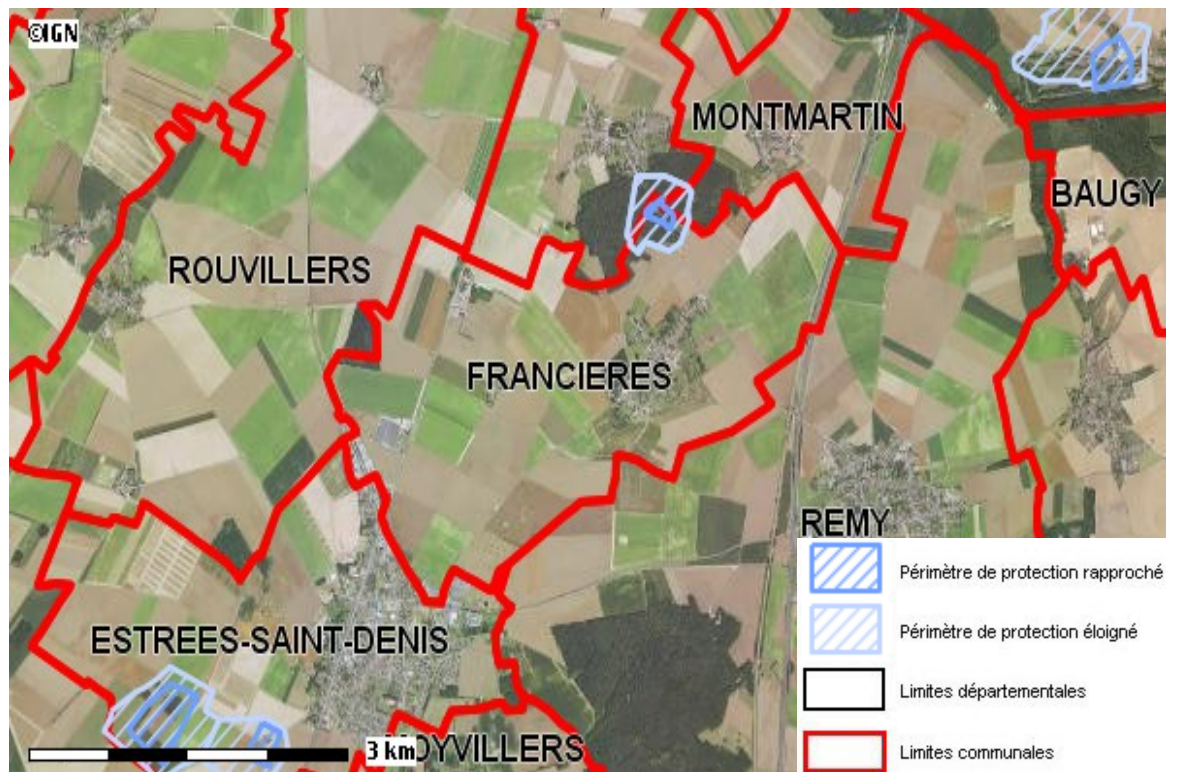 ©IGN
MONTMARTIN
BAUGY
ROUVILLERS
FRANCIERES
REMY
Périmètre de protection rapproché
Périmètre de protection éloigné
ESTREES-SAINT-DENIS
Limites départementales
3 km
Limites communales